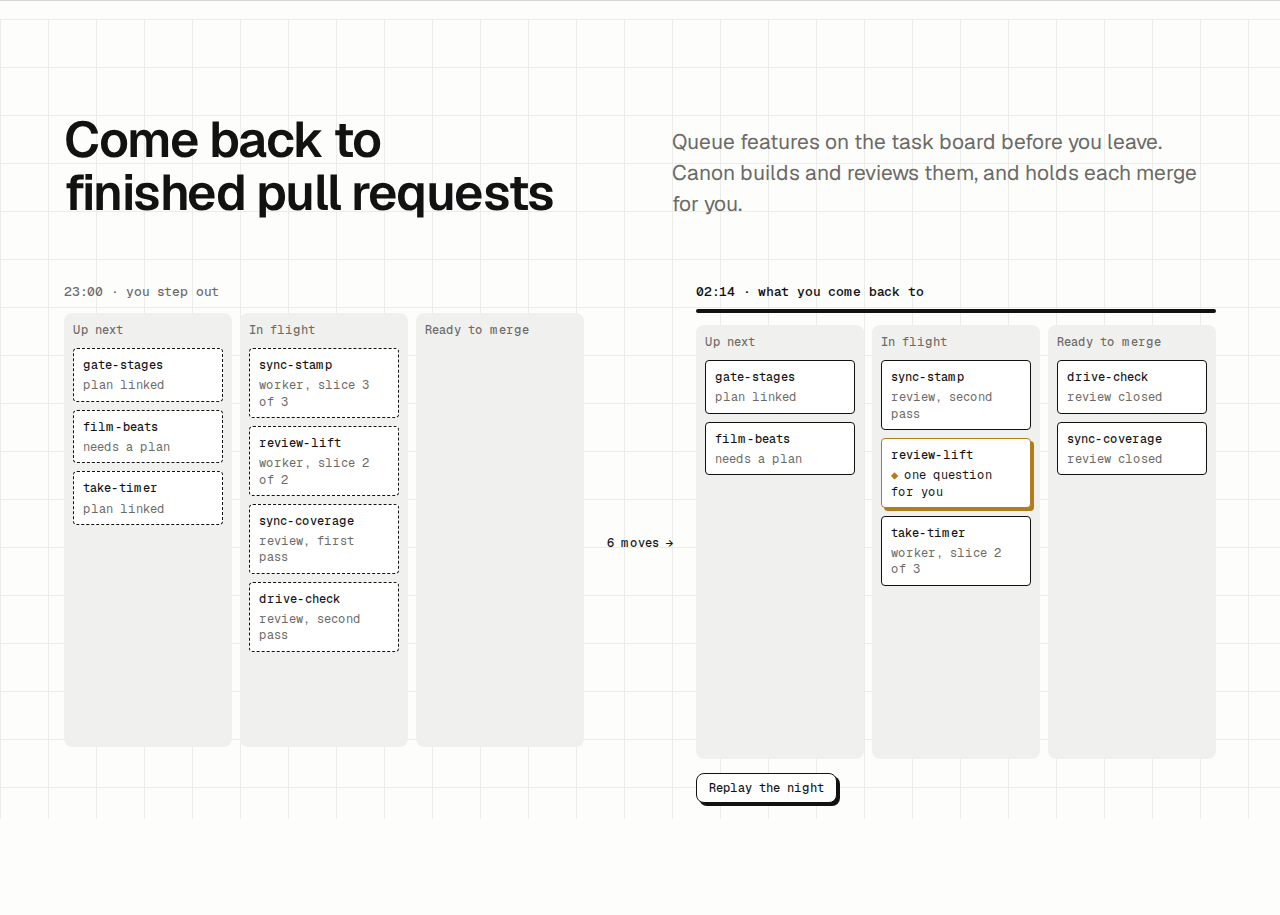 Come back to
finished pull requests
Queue features on the task board before you leave.
Canon builds and reviews them, and holds each merge
for you.
23:00 · you step out
Up next
gate-stages
plan linked
film-beats
needs a plan
take-timer
plan linked
In flight
sync-stamp
worker, slice 3
of 3
review-lift
worker, slice 2
of 2
sync-coverage
review, first
pass
drive-check
review, second
pass
Ready to merge
6 moves →
02:14 · what you come back to
Up next
gate-stages
plan linked
film-beats
needs a plan
In flight
sync-stamp
review, second
pass
review-lift
◆ one question
for you
take-timer
worker, slice 2
of 3
Ready to merge
drive-check
review closed
sync-coverage
review closed
Replay the night